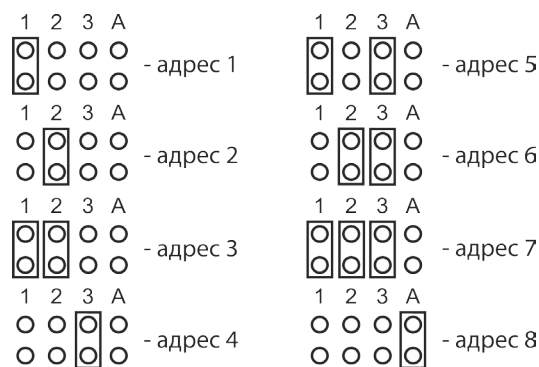 1 2 3 А
- адрес 1
1 2 3 А
- адрес 2
1 2 3 А
- адрес 3
1 2 3 А
- адрес 4
1 2 3 А
- адрес 5
1 2 3 А
- адрес 6
1 2 3 А
- адрес 7
1 2 3 А
- адрес 8